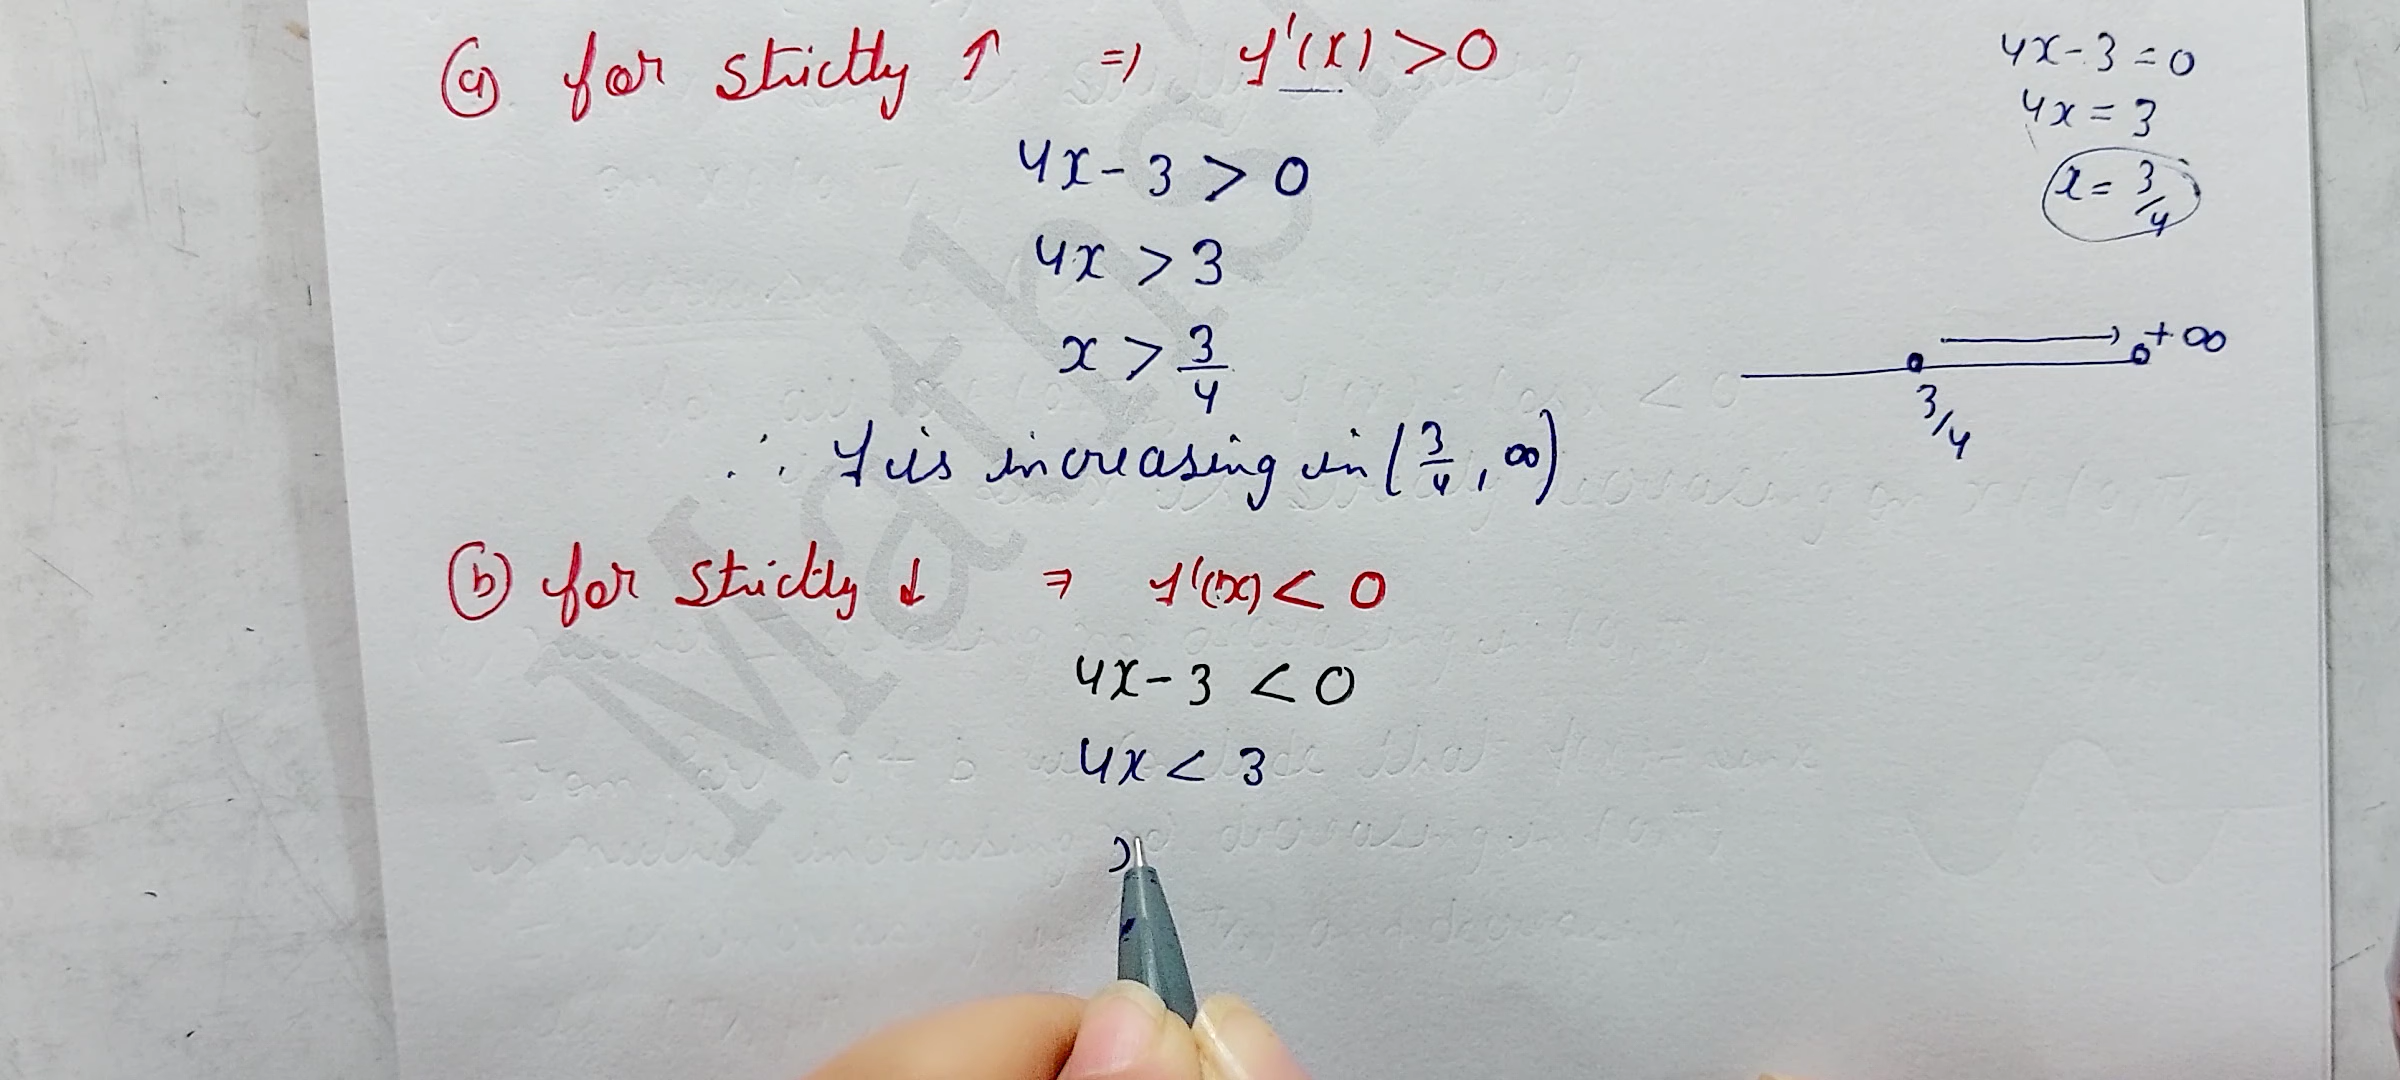 (a) for strictly ↑ ⇒ f'(x) > 0
4x - 3 > 0
4x > 3
x > 3/4
∴ f is increasing in (3/4, ∞)
(b) for strictly ↓ ⇒ f'(x) < 0
4x - 3 < 0
4x < 3
x
4x - 3 = 0
4x = 3
x = 3/4
+∞
3/4
Maths